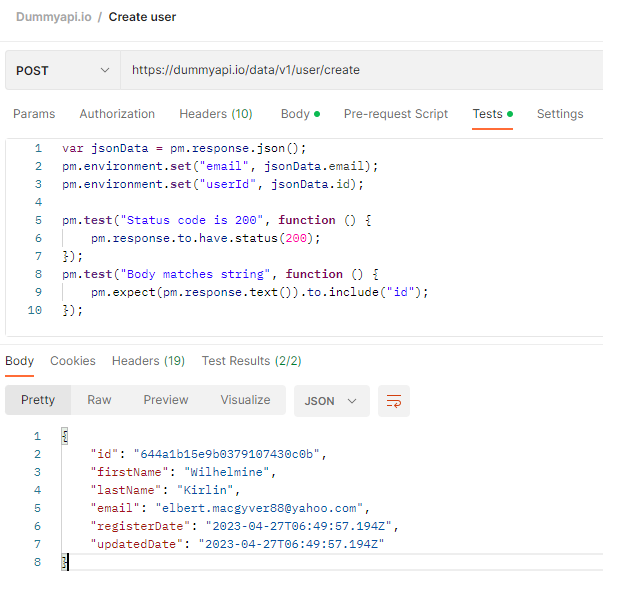 Dummyapi.io / Create user
POST https://dummyapi.io/data/v1/user/create
Params Authorization Headers (10) Body Pre-request Script Tests Settings
1 var jsonData = pm.response.json();
2 pm.environment.set("email", jsonData.email);
3 pm.environment.set("userId", jsonData.id);
4
5 pm.test("Status code is 200", function () {
6 pm.response.to.have.status(200);
7 });
8 pm.test("Body matches string", function () {
9 pm.expect(pm.response.text()).to.include("id");
10 });
Body Cookies Headers (19) Test Results (2/2)
Pretty Raw Preview Visualize JSON
1 {
2 "id": "644a1b15e9b0379107430c0b",
3 "firstName": "Wilhelmine",
4 "lastName": "Kirlin",
5 "email": "elbert.macgyver88@yahoo.com",
6 "registerDate": "2023-04-27T06:49:57.194Z",
7 "updatedDate": "2023-04-27T06:49:57.194Z"
8 }